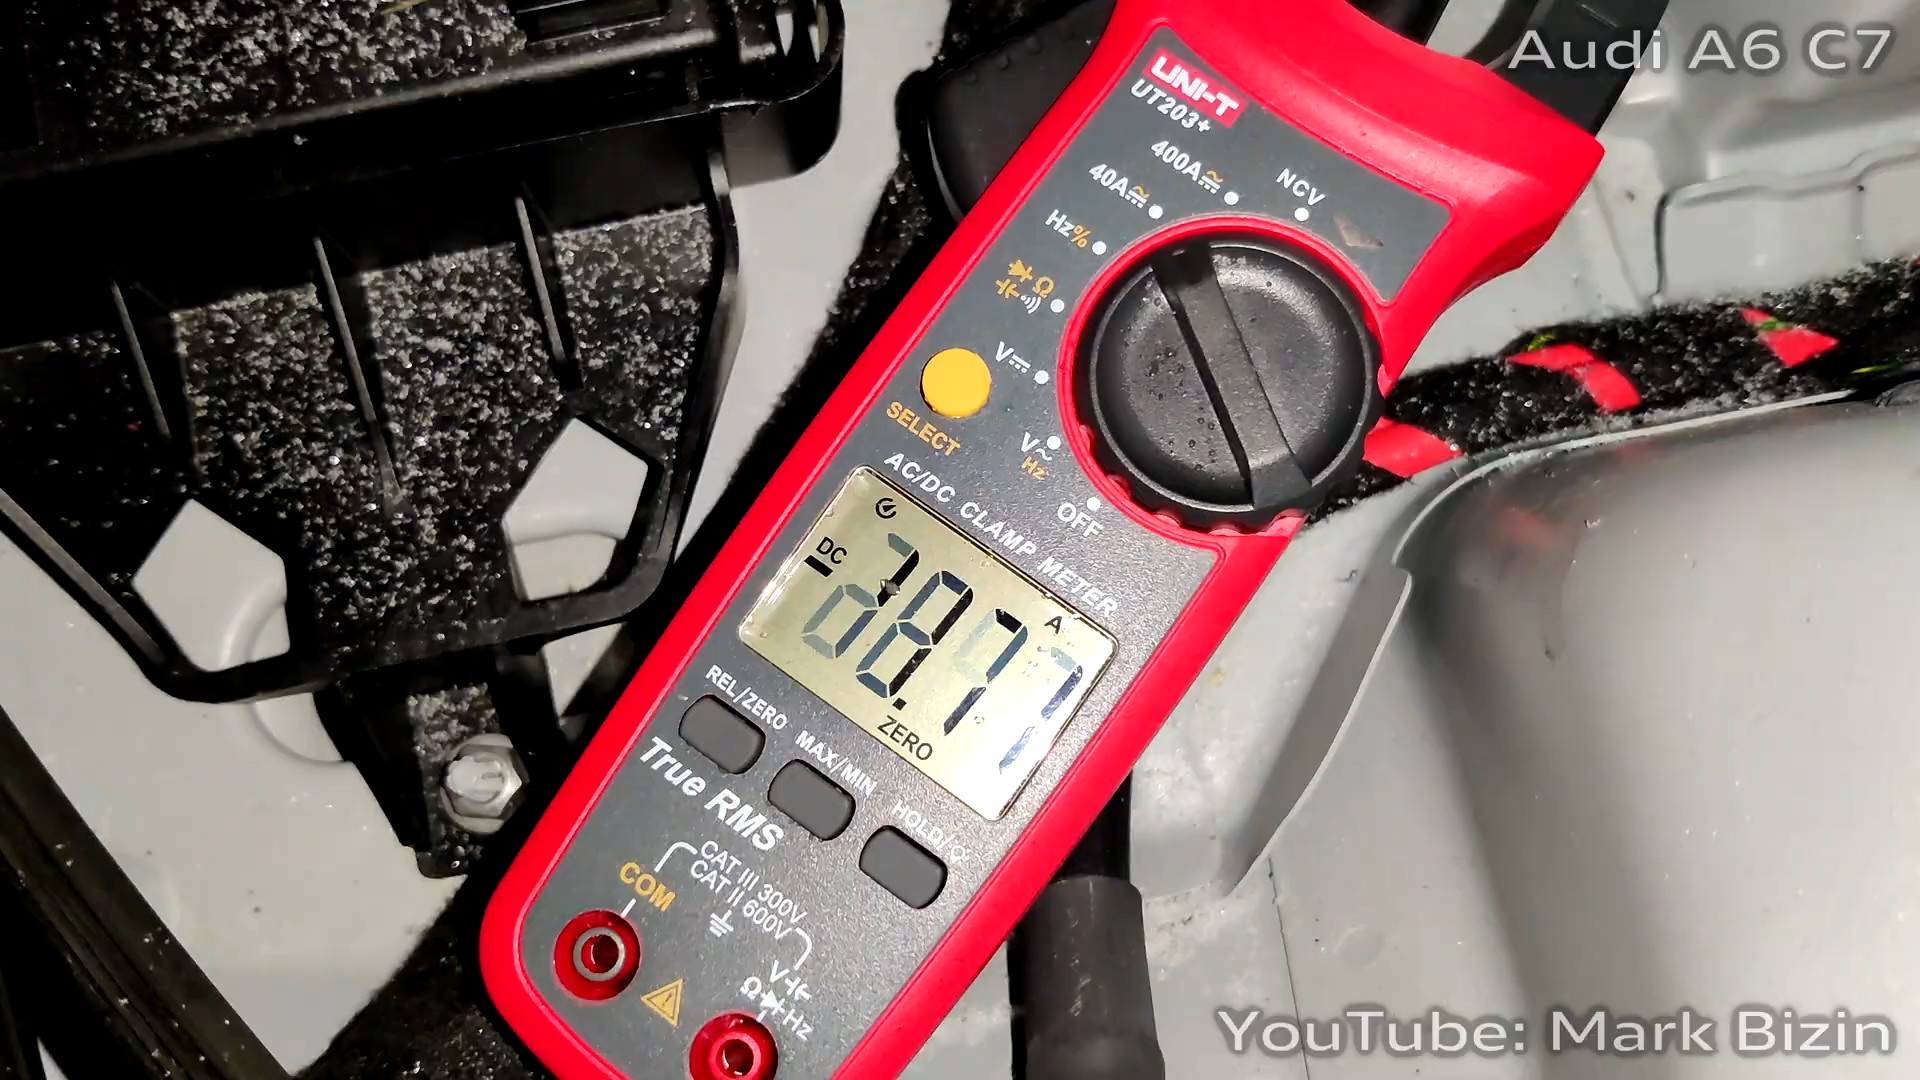 Audi A6 C7
UNI-T
UT203+
NCV
400A
40A
Hz%
Ω
V
SELECT
V
Hz
OFF
AC/DC CLAMP METER
DC
A
ZERO
REL/ZERO
MAX/MIN
HOLD/
True RMS
COM
CAT III 300V
CAT II 600V
V
Ω
Hz
YouTube: Mark Bizin